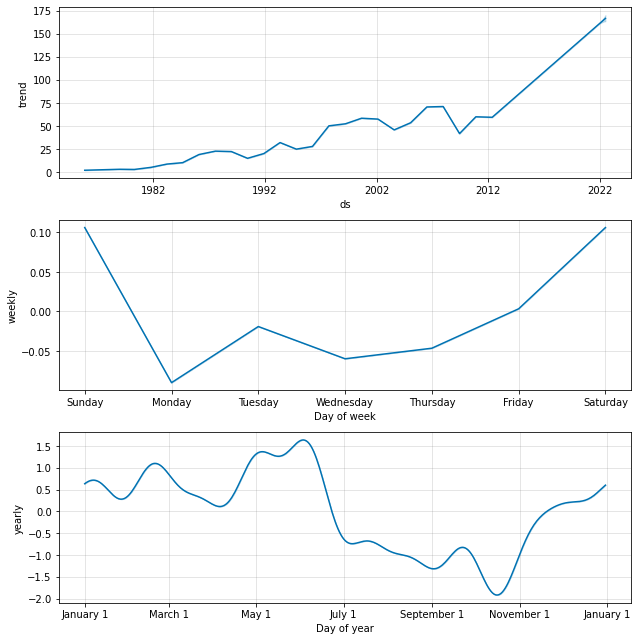 175
150
125
100
75
50
25
0
trend
1982 1992 2002 2012 2022
ds
0.10
0.05
0.00
−0.05
weekly
Sunday Monday Tuesday Wednesday Thursday Friday Saturday
Day of week
1.5
1.0
0.5
0.0
−0.5
−1.0
−1.5
−2.0
yearly
January 1 March 1 May 1 July 1 September 1 November 1 January 1
Day of year